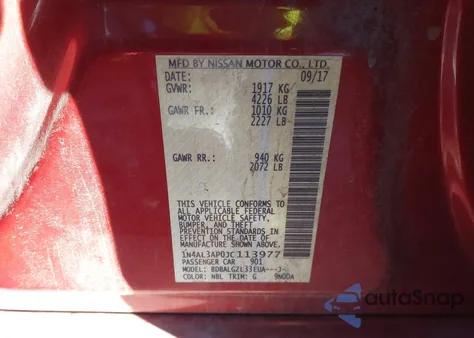 MFD BY NISSAN MOTOR CO., LTD.
DATE: 09/17
GVWR: 1917 KG
4226 LB
GAWR FR.: 1010 KG
2227 LB
GAWR RR.: 940 KG
2072 LB
THIS VEHICLE CONFORMS TO
ALL APPLICABLE FEDERAL
MOTOR VEHICLE SAFETY,
BUMPER, AND THEFT
PREVENTION STANDARDS IN
EFFECT ON THE DATE OF
MANUFACTURE SHOWN ABOVE.
1N4AL3AP0JC113977
PASSENGER CAR 901
MODEL: BDBALGZL33EUA---J-
COLOR: NBL TRIM: G
autoSnap